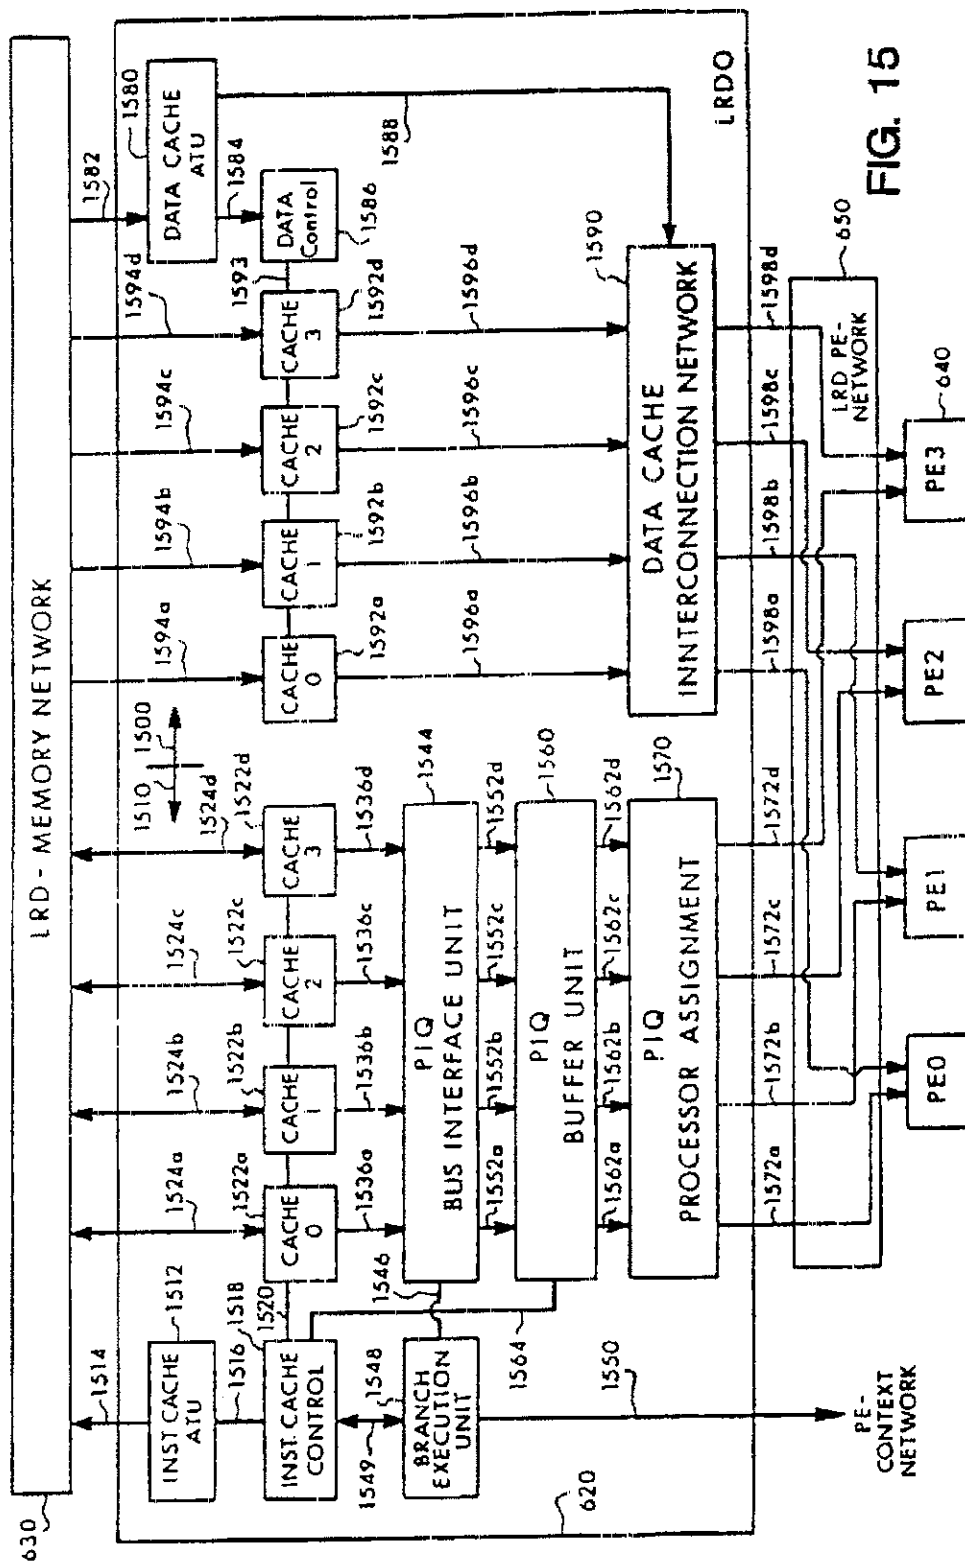 630
LRD - MEMORY NETWORK
1514
1512
INST. CACHE
ATU
1516
1518
1520
INST. CACHE
CONTROL
1549
1548
BRANCH
EXECUTION
UNIT
1546
1564
1550
PE-
CONTEXT
NETWORK
620
1524a
1524b
1524c
1524d
1522a
1522b
1522c
1522d
CACHE
0
CACHE
1
CACHE
2
CACHE
3
1536a
1536b
1536c
1536d
1510
1500
PIQ
BUS INTERFACE UNIT
1544
1552a
1552b
1552c
1552d
PIQ
BUFFER UNIT
1560
1562a
1562b
1562c
1562d
PIQ
PROCESSOR ASSIGNMENT
1570
1572a
1572b
1572c
1572d
1594a
1594b
1594c
1594d
1582
1580
DATA CACHE
ATU
1584
1588
CACHE
0
CACHE
1
CACHE
2
CACHE
3
1593
DATA
Control
1586
1592a
1592b
1592c
1592d
1596a
1596b
1596c
1596d
1590
DATA CACHE
INNTERCONNECTION NETWORK
LRD0
1598a
1598b
1598c
1598d
LRD PE-
NETWORK
650
PE0
PE1
PE2
PE3
640
FIG. 15